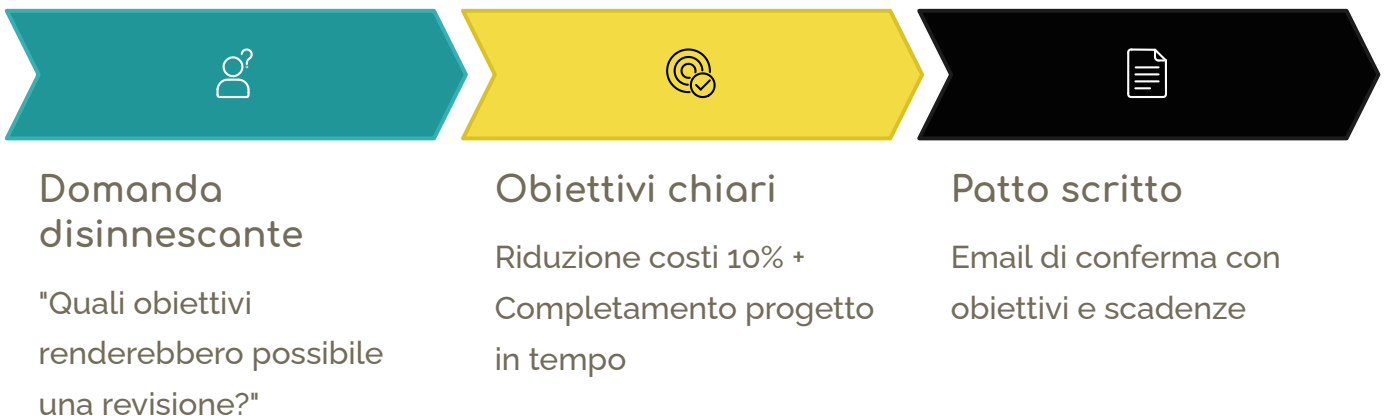 Domanda
disinnescante
"Quali obiettivi
renderebbero possibile
una revisione?"
Obiettivi chiari
Riduzione costi 10% +
Completamento progetto
in tempo
Patto scritto
Email di conferma con
obiettivi e scadenze